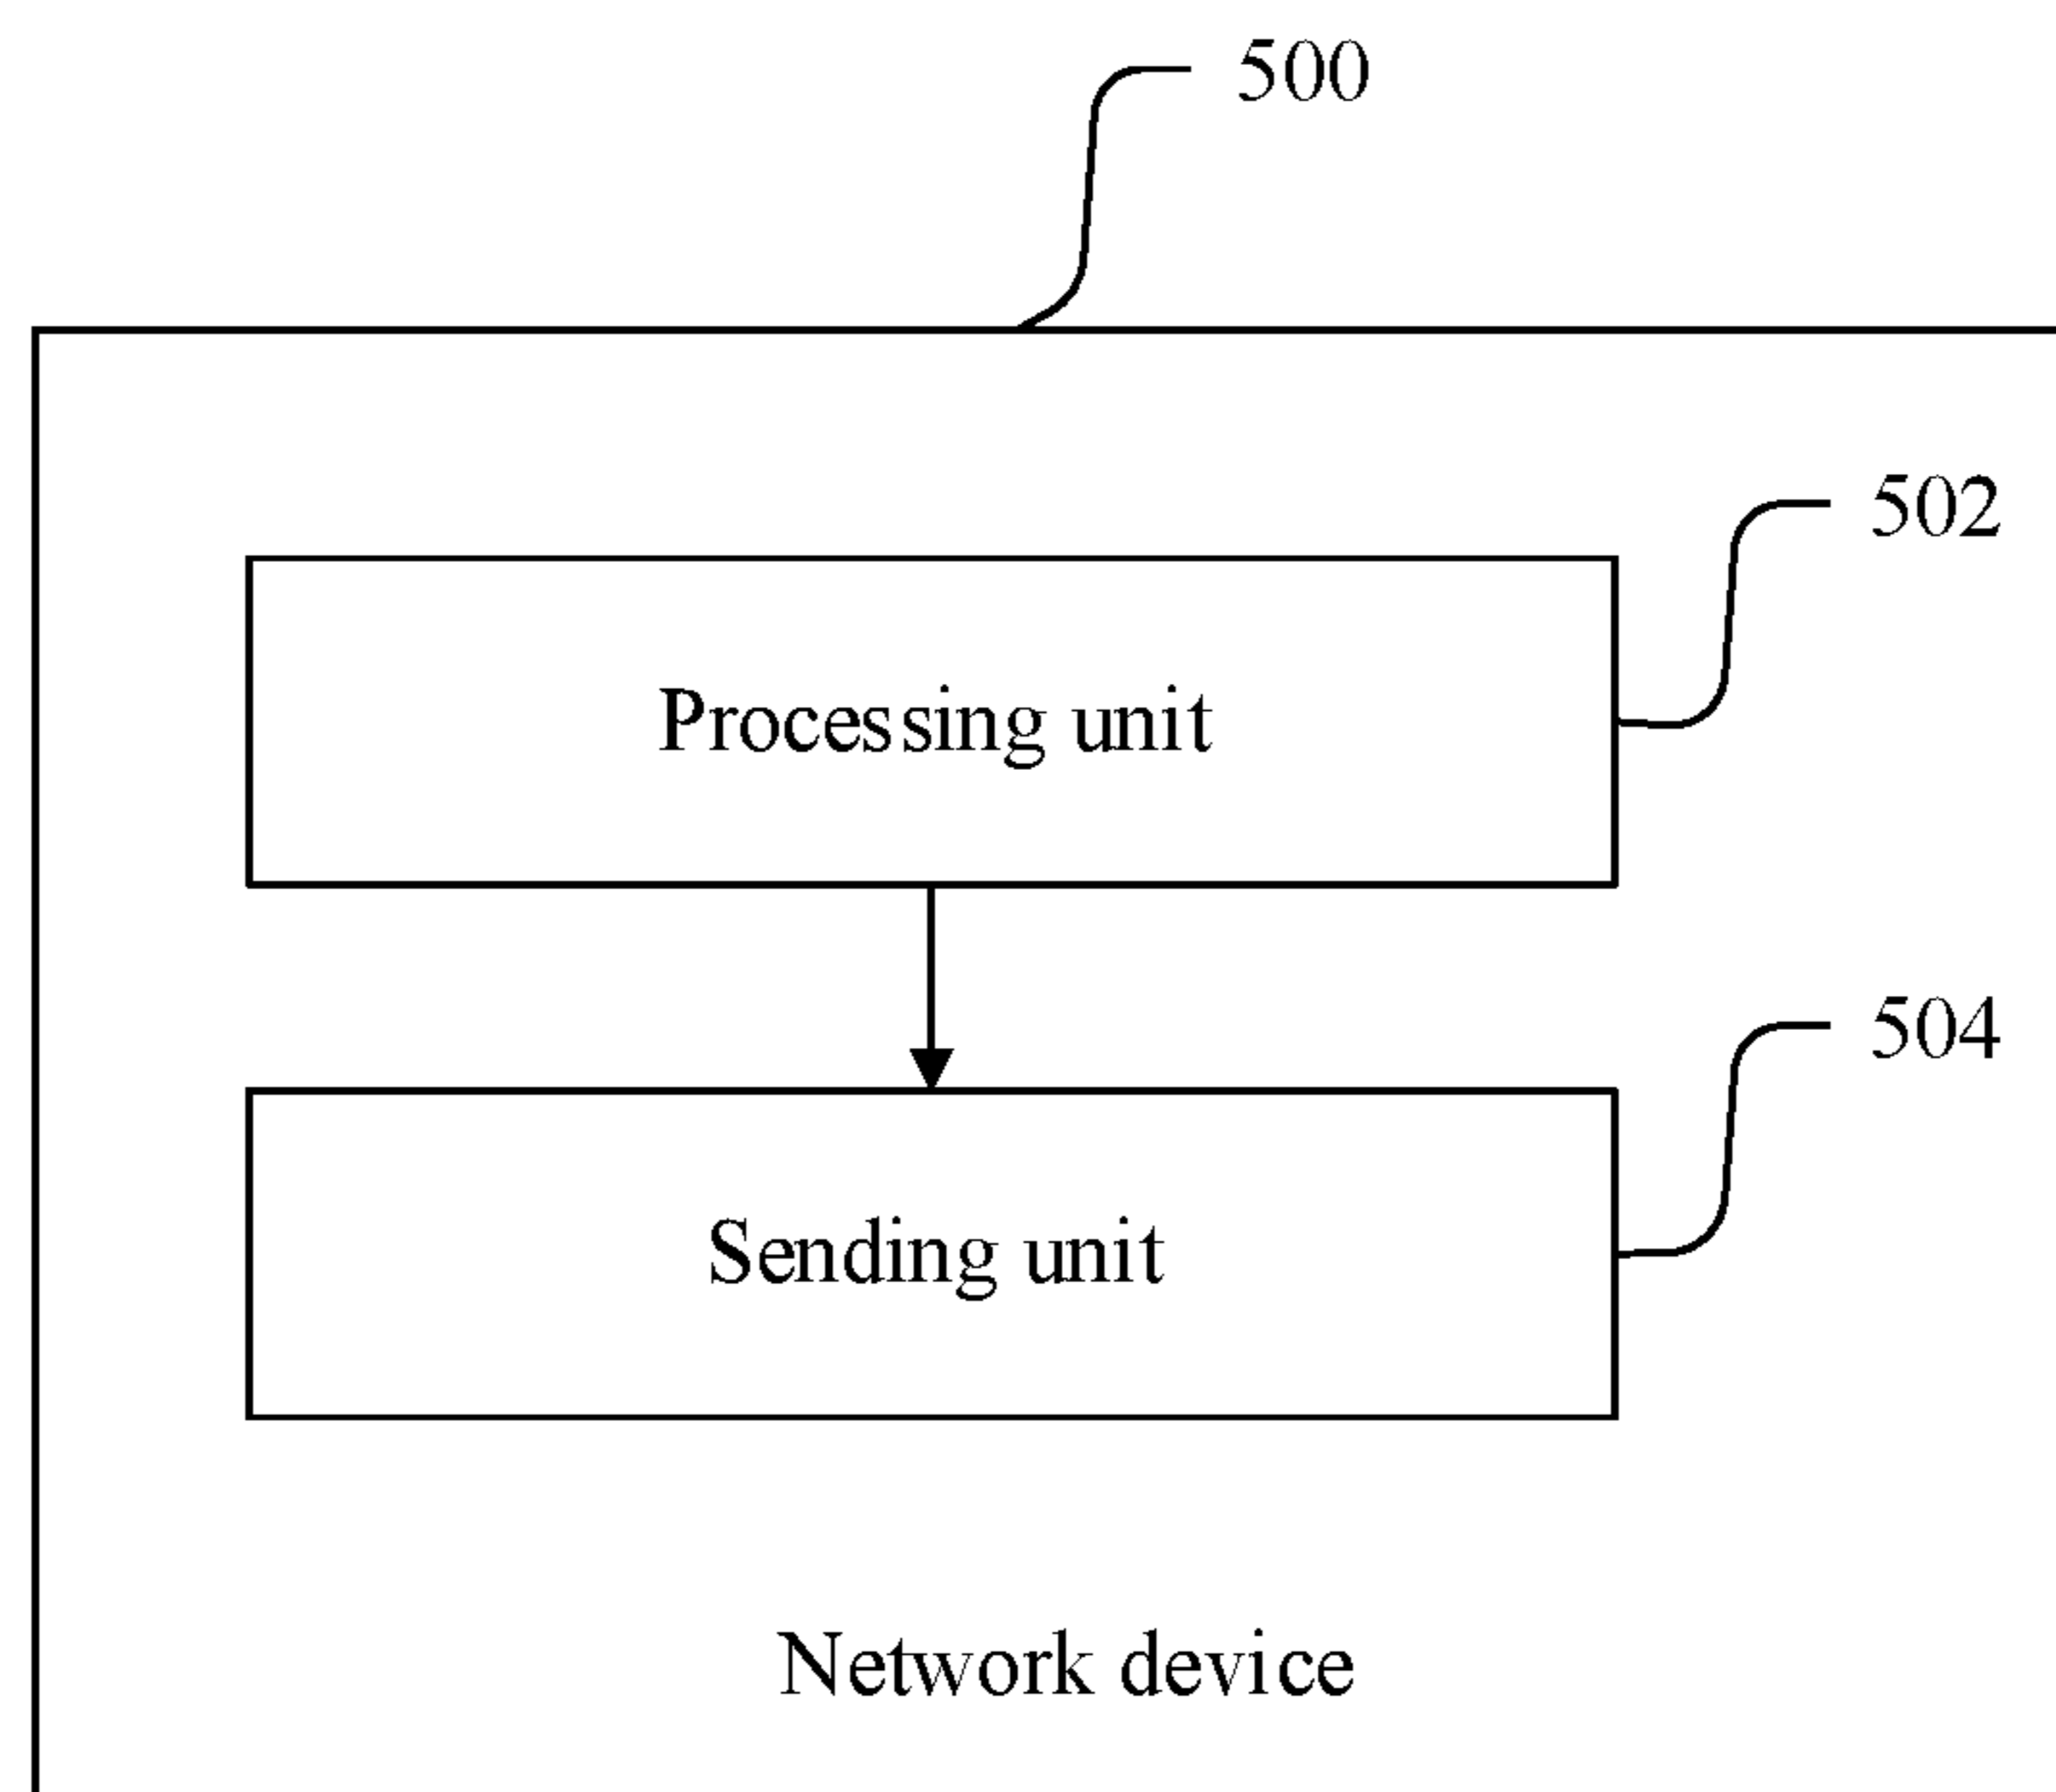 500
502
Processing unit
504
Sending unit
Network device